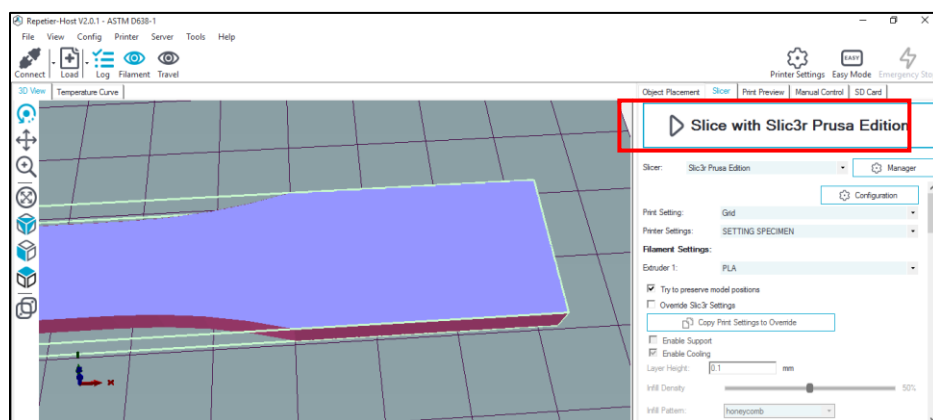 Repetier-Host V2.0.1 - ASTM D638-1
File View Config Printer Server Tools Help
Connect Load Log Filament Travel
Printer Settings Easy Mode Emergency Sto
EASY
3D View Temperature Curve
Object Placement Slicer Print Preview Manual Control SD Card
Slice with Slic3r Prusa Edition
Slicer: Slic3r Prusa Edition Manager
Configuration
Print Setting: Grid
Printer Settings: SETTING SPECIMEN
Filament Settings:
Extruder 1: PLA
Try to preserve model positions
Override Slic3r Settings
Copy Print Settings to Override
Enable Support
Enable Cooling
Layer Height: 0.1 mm
Infill Density 50%
Infill Pattern: honeycomb